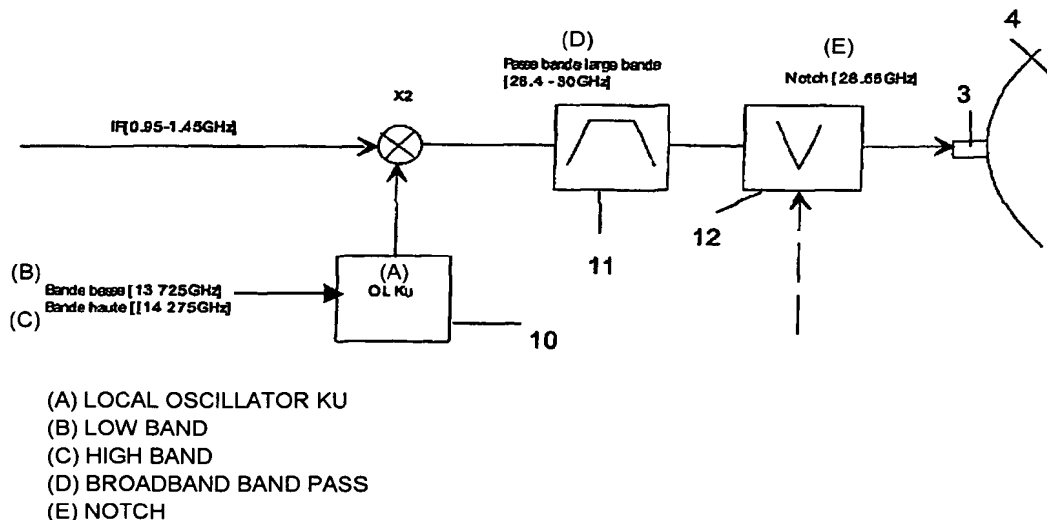 4
(D)
Passe bande large bande
[28.4 - 30GHz]
(E)
Notch [28.55GHz]
3
X2
IF[0.95-1.45GHz]
12
11
(B) Bande basse [13 725GHz]
(C) Bande haute [[14 275GHz]
(A)
OL KU
10
(A) LOCAL OSCILLATOR KU
(B) LOW BAND
(C) HIGH BAND
(D) BROADBAND BAND PASS
(E) NOTCH